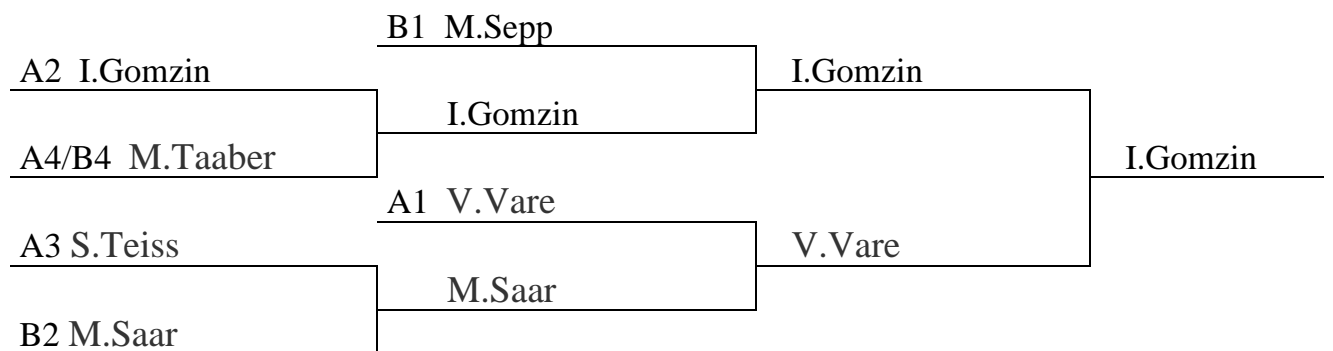 B1 M.Sepp
A2 I.Gomzin
I.Gomzin
I.Gomzin
A4/B4 M.Taaber
I.Gomzin
A1 V.Vare
A3 S.Teiss
V.Vare
M.Saar
B2 M.Saar